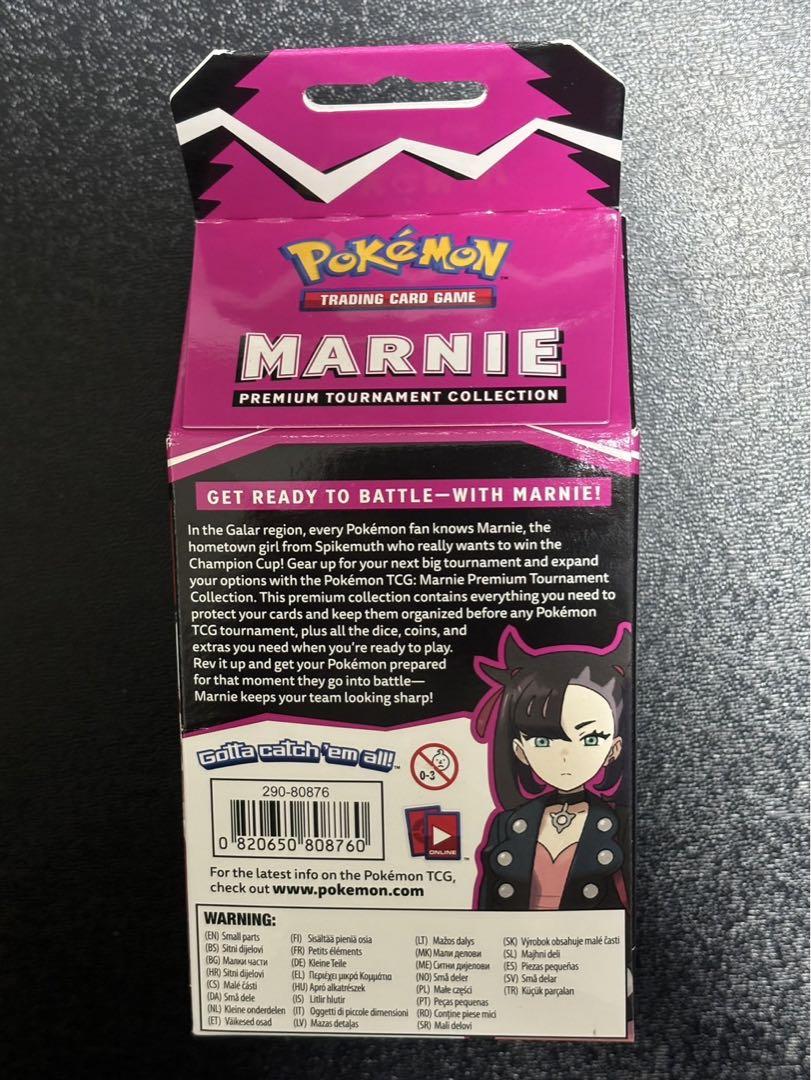 POKéMON™
TRADING CARD GAME
MARNIE
PREMIUM TOURNAMENT COLLECTION
GET READY TO BATTLE—WITH MARNIE!
In the Galar region, every Pokémon fan knows Marnie, the
hometown girl from Spikemuth who really wants to win the
Champion Cup! Gear up for your next big tournament and expand
your options with the Pokémon TCG: Marnie Premium Tournament
Collection. This premium collection contains everything you need to
protect your cards and keep them organized before any Pokémon
TCG tournament, plus all the dice, coins, and
extras you need when you're ready to play.
Rev it up and get your Pokémon prepared
for that moment they go into battle—
Marnie keeps your team looking sharp!
Gotta catch 'em all!™
0-3
290-80876
0 820650 808760
ONLINE
™
For the latest info on the Pokémon TCG,
check out www.pokemon.com
WARNING:
(EN) Small parts
(BS) Sitni dijelovi
(BG) Малки части
(HR) Sitni dijelovi
(CS) Malé části
(DA) Små dele
(NL) Kleine onderdelen
(ET) Väikesed osad
(FI) Sisältää pieniä osia
(FR) Petits éléments
(DE) Kleine Teile
(EL) Περιέχει μικρά Κομμάτια
(HU) Apró alkatrészek
(IS) Litlir hlutir
(IT) Oggetti di piccole dimensioni
(LV) Mazas detaļas
(LT) Mažos dalys
(MK) Мали делови
(ME) Ситни дијелови
(NO) Små deler
(PL) Małe części
(PT) Peças pequenas
(RO) Conține piese mici
(SR) Mali delovi
(SK) Výrobok obsahuje malé časti
(SL) Majhni deli
(ES) Piezas pequeñas
(SV) Små delar
(TR) Küçük parçaları